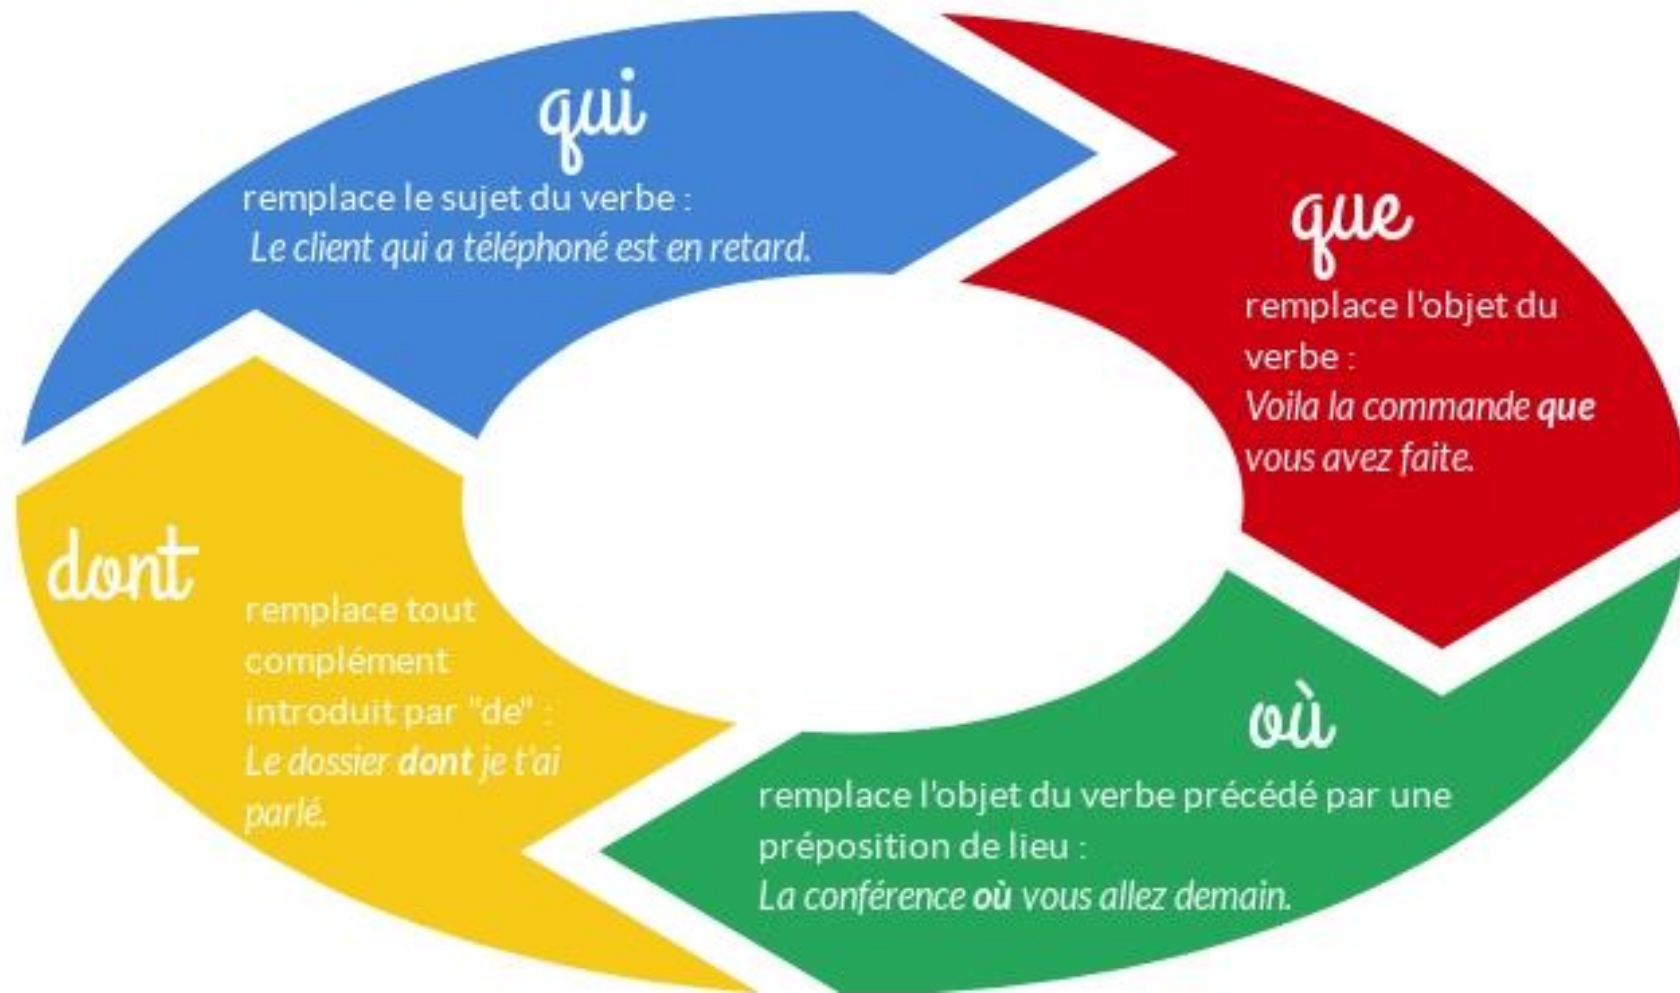 qui
remplace le sujet du verbe :
Le client qui a téléphoné est en retard.
que
remplace l'objet du
verbe :
Voila la commande que
vous avez faite.
où
remplace l'objet du verbe précédé par une
préposition de lieu :
La conférence où vous allez demain.
dont
remplace tout
complément
introduit par "de" :
Le dossier dont je t'ai
parlé.